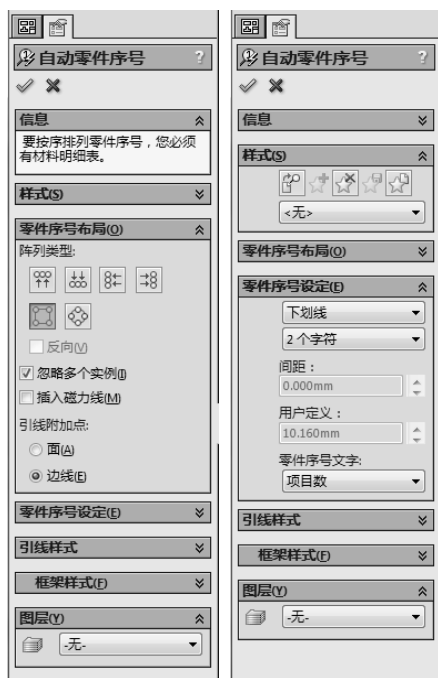 自动零件序号 ?
信息
要按序排列零件序号，您必须
有材料明细表。
样式(S)
零件序号布局(O)
阵列类型:
反向(V)
忽略多个实例(I)
插入磁力线(M)
引线附加点:
面(A)
边线(E)
零件序号设定(E)
引线样式
框架样式(F)
图层(Y)
-无-
自动零件序号 ?
信息
样式(S)
<无>
零件序号布局(O)
零件序号设定(E)
下划线
2 个字符
间距：
0.000mm
用户定义：
10.160mm
零件序号文字:
项目数
引线样式
框架样式(F)
图层(Y)
-无-